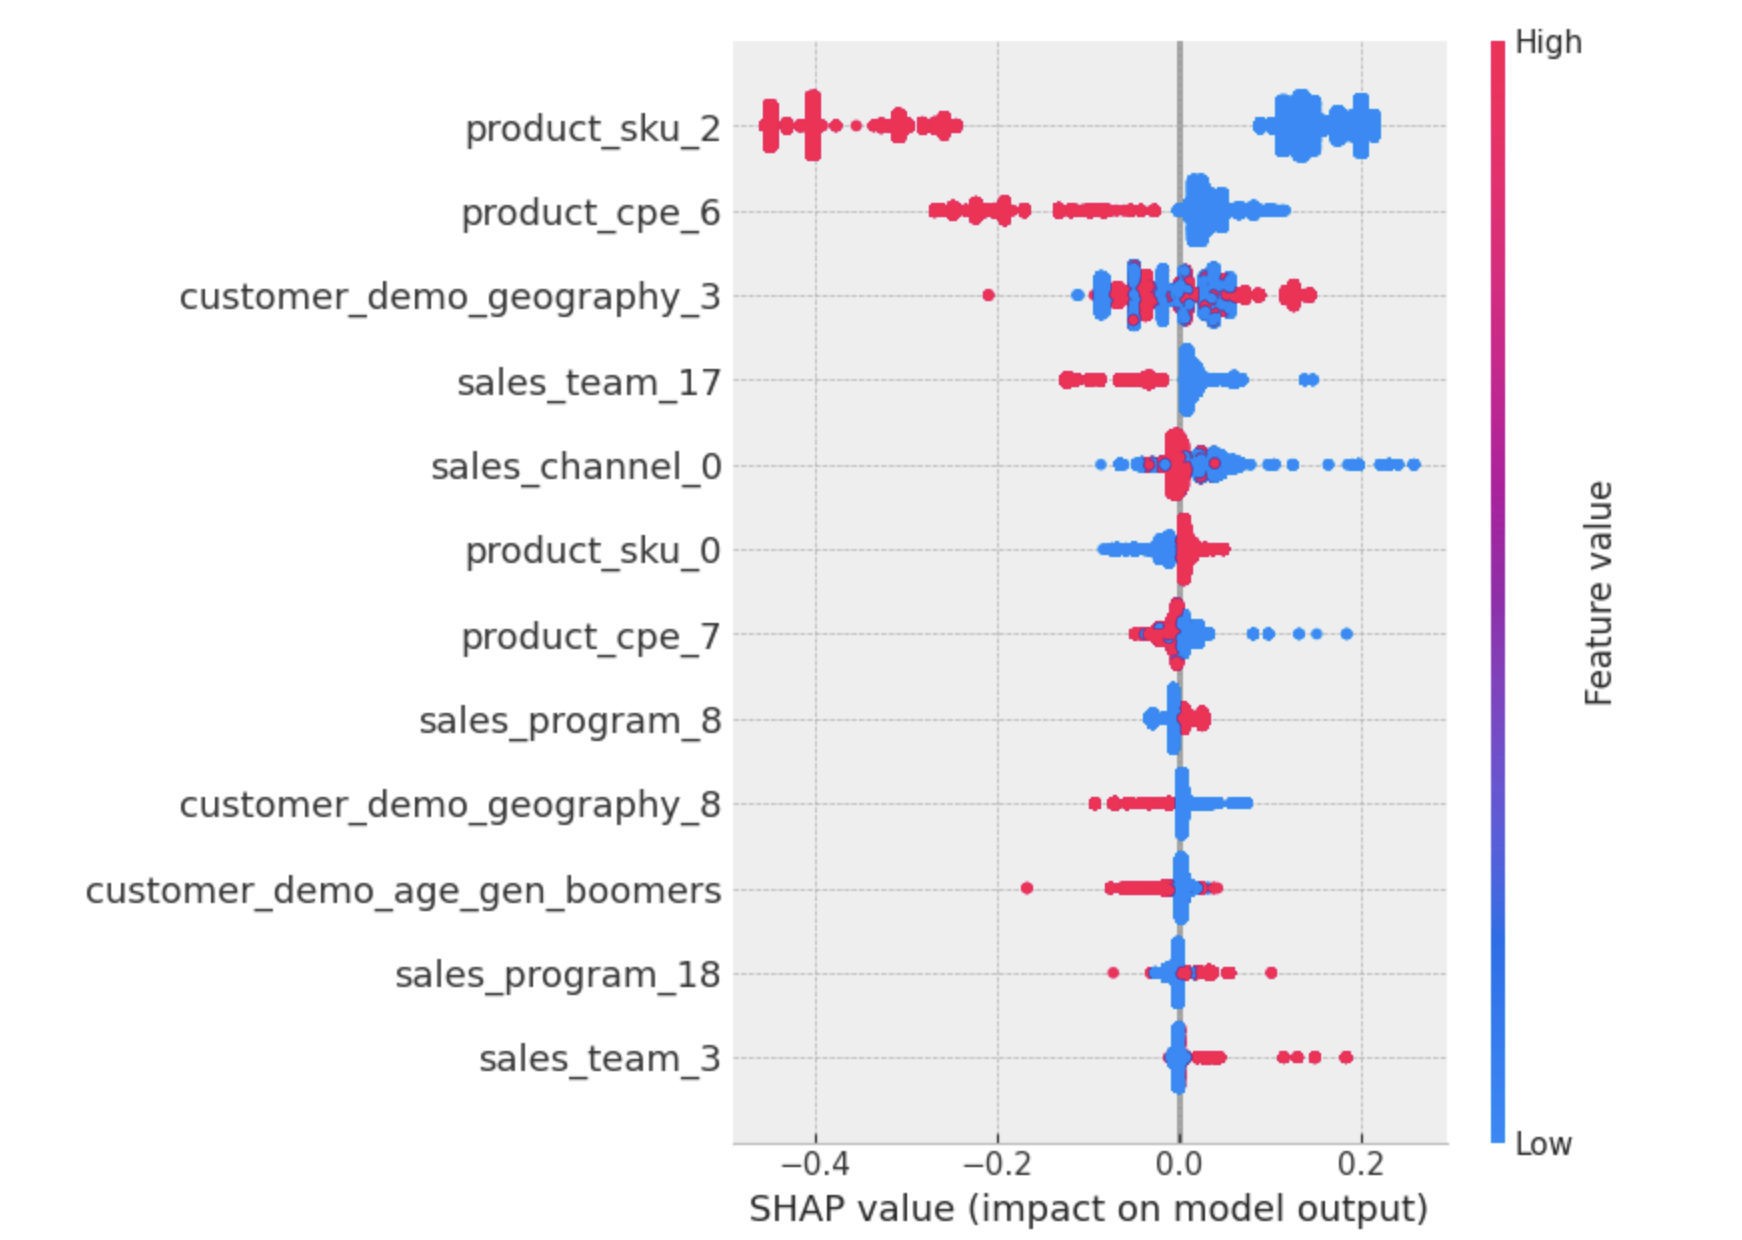 High
product_sku_2
product_cpe_6
customer_demo_geography_3
sales_team_17
sales_channel_0
product_sku_0
product_cpe_7
sales_program_8
customer_demo_geography_8
customer_demo_age_gen_boomers
sales_program_18
sales_team_3
Feature value
Low
−0.4 −0.2 0.0 0.2
SHAP value (impact on model output)